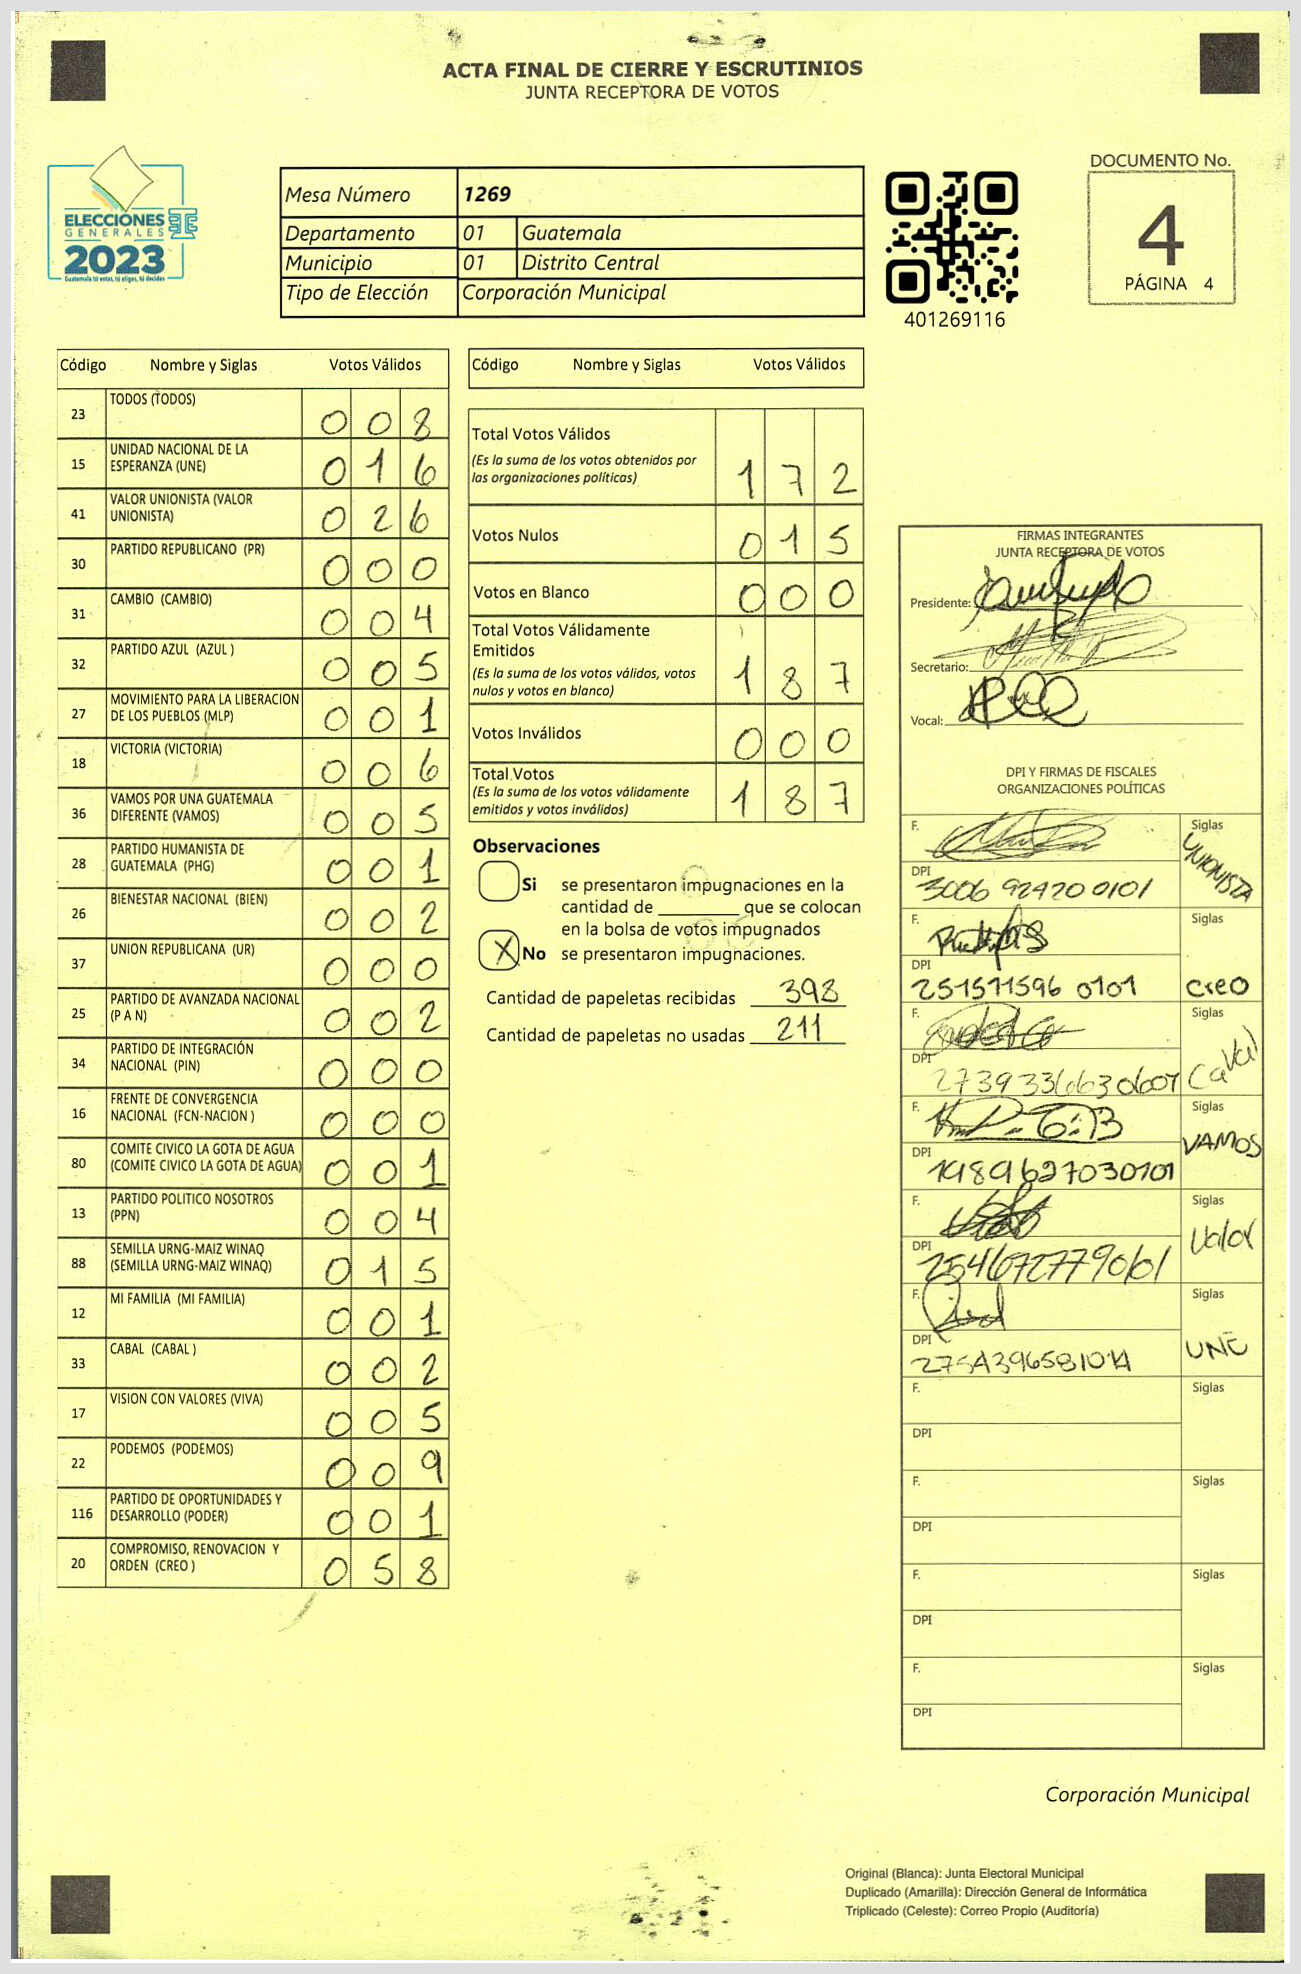 ACTA FINAL DE CIERRE Y ESCRUTINIOS
JUNTA RECEPTORA DE VOTOS
ELECCIONES
GENERALES
2023
Guatemala tú votas, tú eliges, tú decides
Mesa Número 1269
Departamento 01 Guatemala
Municipio 01 Distrito Central
Tipo de Elección Corporación Municipal
401269116
DOCUMENTO No.
4
PÁGINA 4
Código Nombre y Siglas Votos Válidos
23 TODOS (TODOS) 0 0 8
15 UNIDAD NACIONAL DE LA
ESPERANZA (UNE) 0 1 6
41 VALOR UNIONISTA (VALOR
UNIONISTA) 0 2 6
30 PARTIDO REPUBLICANO (PR) 0 0 0
31 CAMBIO (CAMBIO) 0 0 4
32 PARTIDO AZUL (AZUL ) 0 0 5
27 MOVIMIENTO PARA LA LIBERACION
DE LOS PUEBLOS (MLP) 0 0 1
18 VICTORIA (VICTORIA) 0 0 6
36 VAMOS POR UNA GUATEMALA
DIFERENTE (VAMOS) 0 0 5
28 PARTIDO HUMANISTA DE
GUATEMALA (PHG) 0 0 1
26 BIENESTAR NACIONAL (BIEN) 0 0 2
37 UNION REPUBLICANA (UR) 0 0 0
25 PARTIDO DE AVANZADA NACIONAL
(P A N) 0 0 2
34 PARTIDO DE INTEGRACIÓN
NACIONAL (PIN) 0 0 0
16 FRENTE DE CONVERGENCIA
NACIONAL (FCN-NACION ) 0 0 0
80 COMITE CIVICO LA GOTA DE AGUA
(COMITE CIVICO LA GOTA DE AGUA) 0 0 1
13 PARTIDO POLITICO NOSOTROS
(PPN) 0 0 4
88 SEMILLA URNG-MAIZ WINAQ
(SEMILLA URNG-MAIZ WINAQ) 0 1 5
12 MI FAMILIA (MI FAMILIA) 0 0 1
33 CABAL (CABAL ) 0 0 2
17 VISION CON VALORES (VIVA) 0 0 5
22 PODEMOS (PODEMOS) 0 0 9
116 PARTIDO DE OPORTUNIDADES Y
DESARROLLO (PODER) 0 0 1
20 COMPROMISO, RENOVACION Y
ORDEN (CREO ) 0 5 8
Código Nombre y Siglas Votos Válidos
Total Votos Válidos
(Es la suma de los votos obtenidos por
las organizaciones políticas) 1 7 2
Votos Nulos 0 1 5
Votos en Blanco 0 0 0
Total Votos Válidamente
Emitidos
(Es la suma de los votos válidos, votos
nulos y votos en blanco) 1 8 7
Votos Inválidos 0 0 0
Total Votos
(Es la suma de los votos válidamente
emitidos y votos inválidos) 1 8 7
Observaciones
Si se presentaron impugnaciones en la
cantidad de ________ que se colocan
en la bolsa de votos impugnados
X No se presentaron impugnaciones.
Cantidad de papeletas recibidas 398
Cantidad de papeletas no usadas 211
FIRMAS INTEGRANTES
JUNTA RECEPTORA DE VOTOS
Presidente:
Secretario:
Vocal:
DPI Y FIRMAS DE FISCALES
ORGANIZACIONES POLÍTICAS
F. Siglas
UNIONISTA
DPI
3006 92420 0101
F. Siglas
DPI
251511596 0101 Creo
F. Siglas
DPI
F. Siglas
VAMOS
DPI
1989627030101
F. Siglas
Valor
DPI
F. Siglas
UNE
DPI
F. Siglas
DPI
F. Siglas
DPI
F. Siglas
DPI
F. Siglas
DPI
Corporación Municipal
Original (Blanca): Junta Electoral Municipal
Duplicado (Amarilla): Dirección General de Informática
Triplicado (Celeste): Correo Propio (Auditoría)